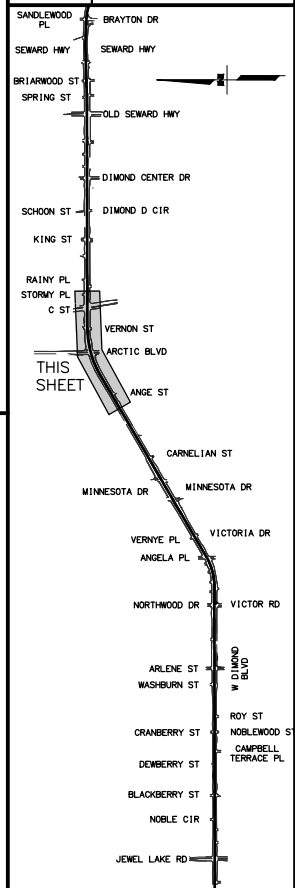 SANDLEWOOD
PL
BRAYTON DR
SEWARD HWY
SEWARD HWY
BRIARWOOD ST
SPRING ST
OLD SEWARD HWY
N
DIMOND CENTER DR
SCHOON ST
DIMOND D CIR
KING ST
RAINY PL
STORMY PL
C ST
VERNON ST
ARCTIC BLVD
THIS
SHEET
ANGE ST
CARNELIAN ST
MINNESOTA DR
MINNESOTA DR
VERNYE PL
VICTORIA DR
ANGELA PL
NORTHWOOD DR
VICTOR RD
ARLENE ST
WASHBURN ST
W DIMOND
BLVD
ROY ST
CRANBERRY ST
NOBLEWOOD ST
CAMPBELL
TERRACE PL
DEWBERRY ST
BLACKBERRY ST
NOBLE CIR
JEWEL LAKE RD